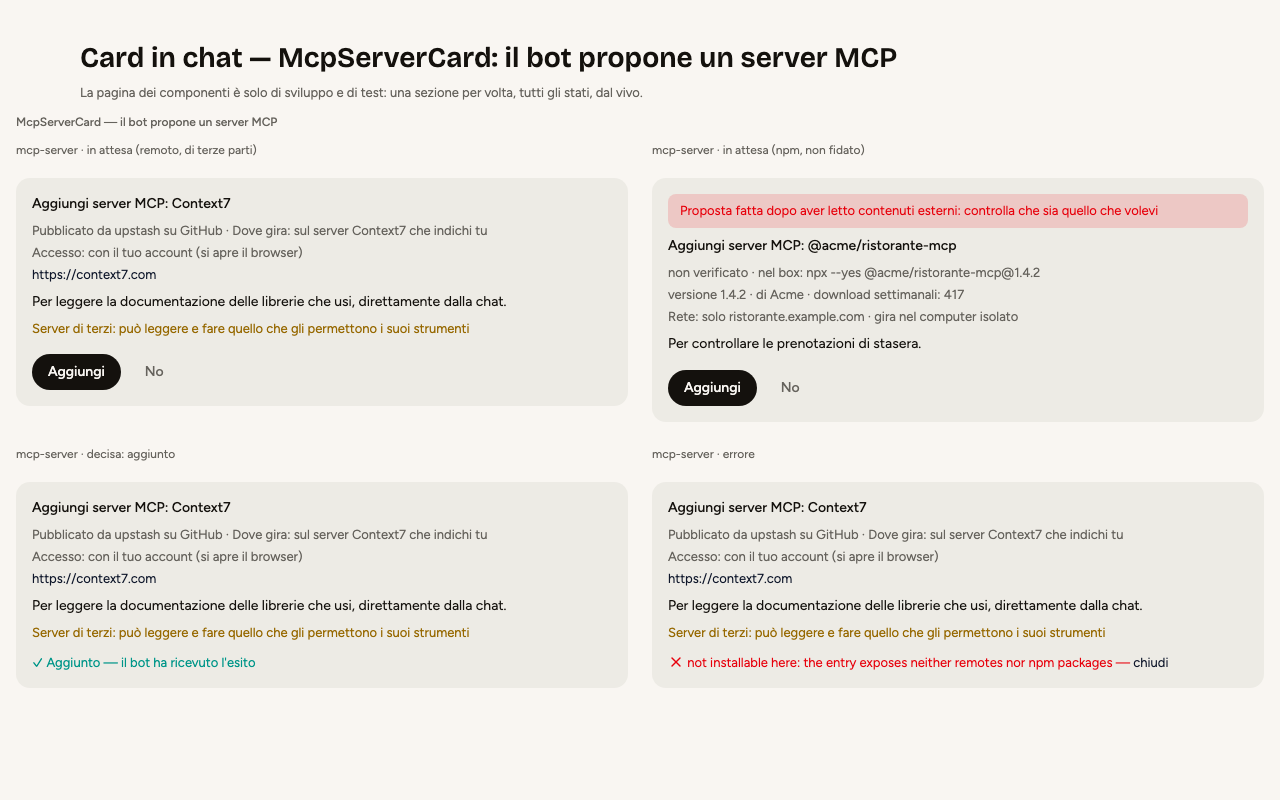 Card in chat — McpServerCard: il bot propone un server MCP
La pagina dei componenti è solo di sviluppo e di test: una sezione per volta, tutti gli stati, dal vivo.
McpServerCard — il bot propone un server MCP
mcp-server · in attesa (remoto, di terze parti)
Aggiungi server MCP: Context7
Pubblicato da upstash su GitHub · Dove gira: sul server Context7 che indichi tu
Accesso: con il tuo account (si apre il browser)
https://context7.com
Per leggere la documentazione delle librerie che usi, direttamente dalla chat.
Server di terzi: può leggere e fare quello che gli permettono i suoi strumenti
Aggiungi No
mcp-server · in attesa (npm, non fidato)
Proposta fatta dopo aver letto contenuti esterni: controlla che sia quello che volevi
Aggiungi server MCP: @acme/ristorante-mcp
non verificato · nel box: npx --yes @acme/ristorante-mcp@1.4.2
versione 1.4.2 · di Acme · download settimanali: 417
Rete: solo ristorante.example.com · gira nel computer isolato
Per controllare le prenotazioni di stasera.
Aggiungi No
mcp-server · decisa: aggiunto
Aggiungi server MCP: Context7
Pubblicato da upstash su GitHub · Dove gira: sul server Context7 che indichi tu
Accesso: con il tuo account (si apre il browser)
https://context7.com
Per leggere la documentazione delle librerie che usi, direttamente dalla chat.
Server di terzi: può leggere e fare quello che gli permettono i suoi strumenti
✓ Aggiunto — il bot ha ricevuto l'esito
mcp-server · errore
Aggiungi server MCP: Context7
Pubblicato da upstash su GitHub · Dove gira: sul server Context7 che indichi tu
Accesso: con il tuo account (si apre il browser)
https://context7.com
Per leggere la documentazione delle librerie che usi, direttamente dalla chat.
Server di terzi: può leggere e fare quello che gli permettono i suoi strumenti
✕ not installable here: the entry exposes neither remotes nor npm packages — chiudi